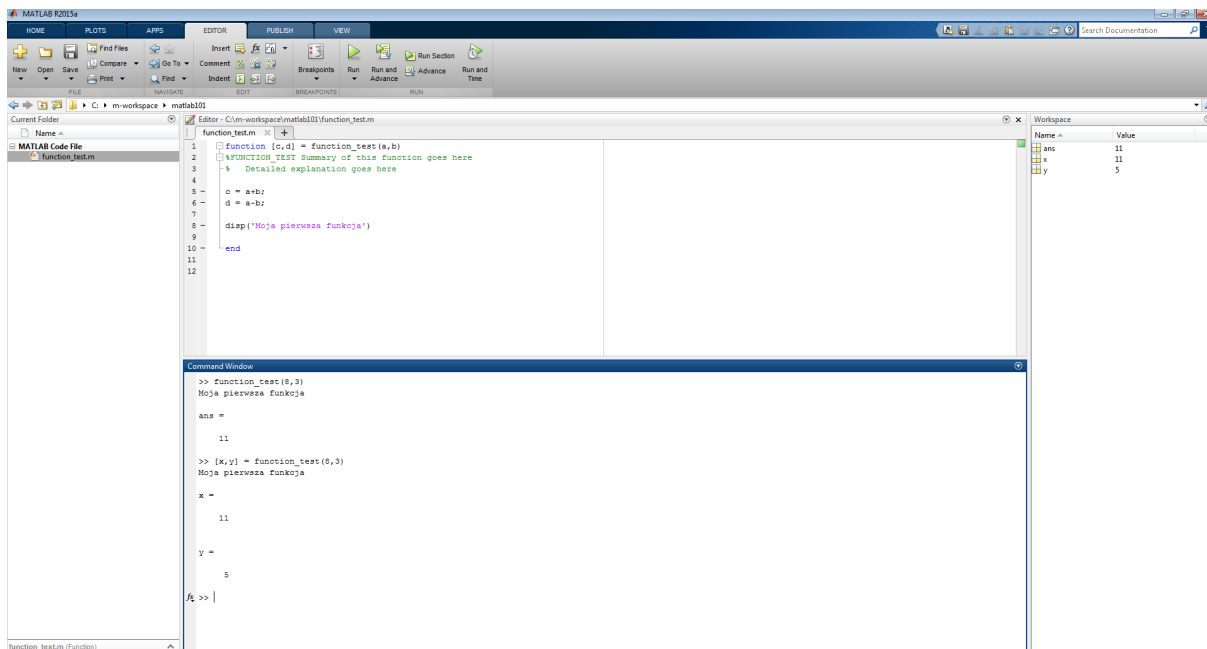 MATLAB R2015a
HOME PLOTS APPS EDITOR PUBLISH VIEW Search Documentation
Find Files Insert fx
New Open Save Compare Go To Comment Breakpoints Run Run and Advance Run Section Advance Run and Time
Print Find Indent
FILE NAVIGATE EDIT BREAKPOINTS RUN
C: m-workspace matlab101
Current Folder
Name
MATLAB Code File
function_test.m
Editor - C:\m-workspace\matlab101\function_test.m
function_test.m
1 function [c,d] = function_test(a,b)
2 %FUNCTION_TEST Summary of this function goes here
3 % Detailed explanation goes here
4
5 - c = a+b;
6 - d = a-b;
7
8 - disp('Moja pierwsza funkcja')
9
10 - end
11
12
Command Window
>> function_test(8,3)
Moja pierwsza funkcja
ans =
11
>> [x,y] = function_test(8,3)
Moja pierwsza funkcja
x =
11
y =
5
fx >>
Workspace
Name Value
ans 11
x 11
y 5
function_test.m (Function)